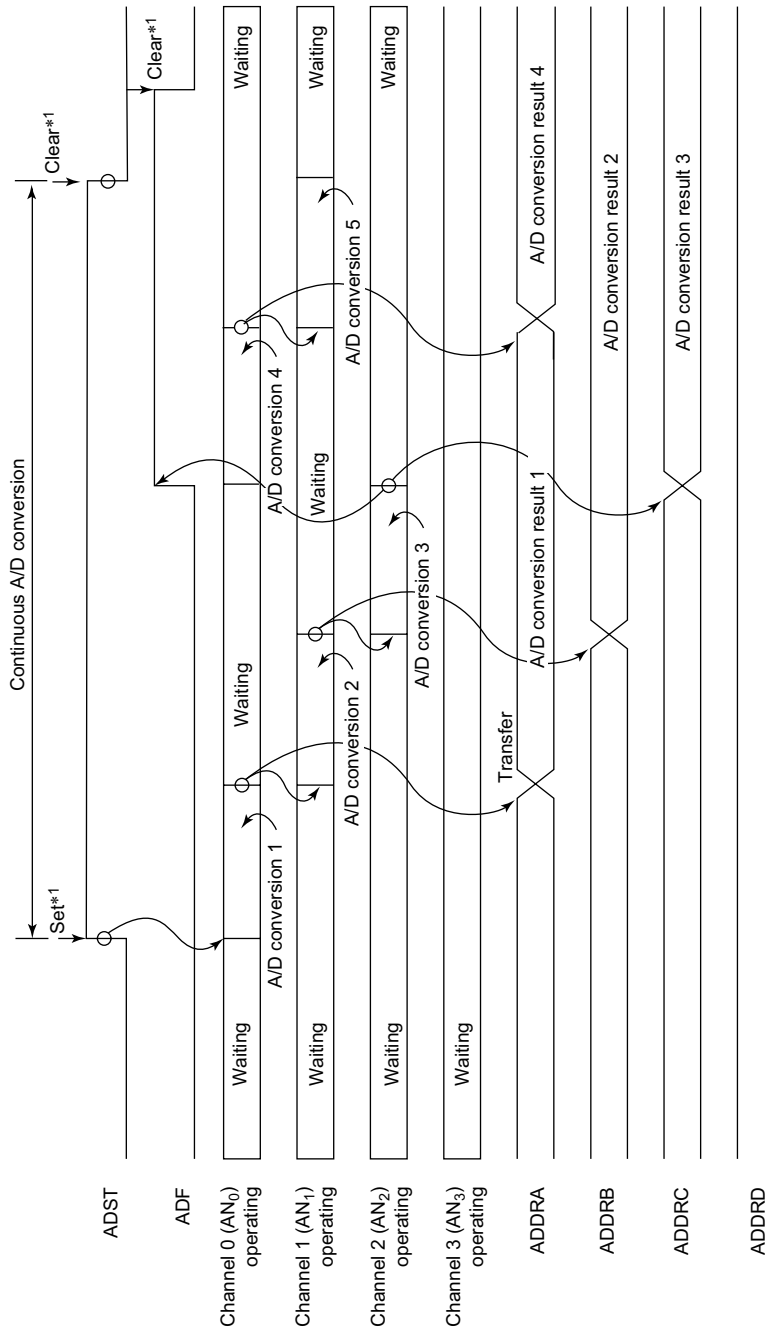 Continuous A/D conversion
Set*1
Clear*1
Clear*1
ADST
ADF
Channel 0 (AN0)
operating
Waiting
A/D conversion 1
Waiting
A/D conversion 4
Waiting
Channel 1 (AN1)
operating
Waiting
A/D conversion 2
Waiting
A/D conversion 5
Waiting
Channel 2 (AN2)
operating
Waiting
A/D conversion 3
Waiting
Channel 3 (AN3)
operating
Waiting
Transfer
ADDRA
A/D conversion result 1
A/D conversion result 4
ADDRB
A/D conversion result 2
ADDRC
A/D conversion result 3
ADDRD